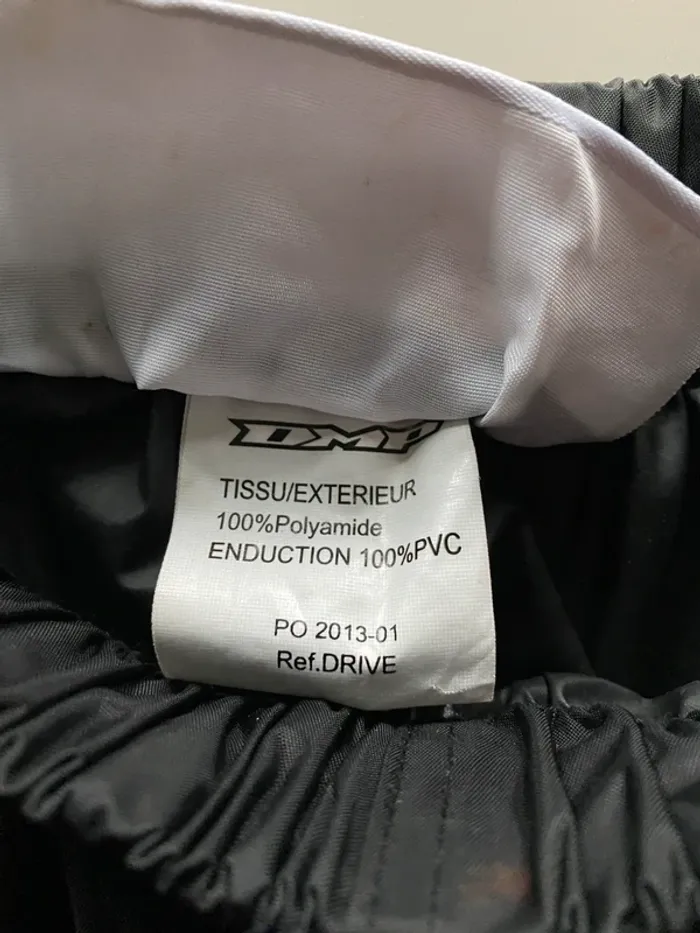 DMP
TISSU/EXTERIEUR
100%Polyamide
ENDUCTION 100%PVC
PO 2013-01
Ref.DRIVE